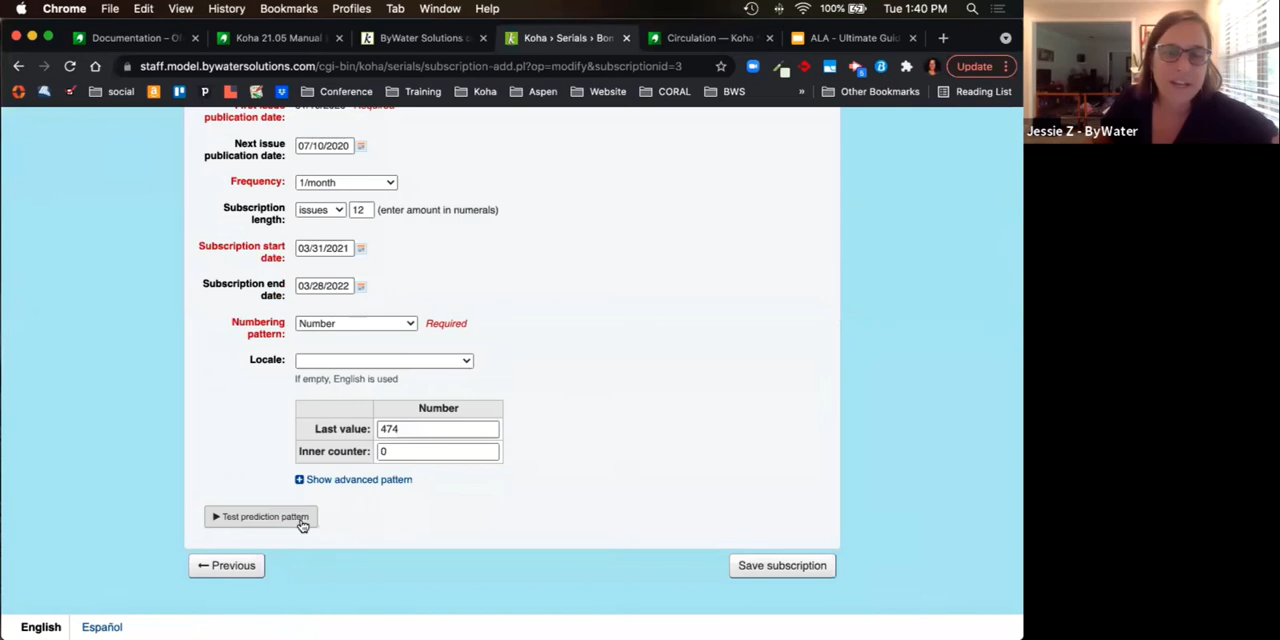 Chrome File Edit View History Bookmarks Profiles Tab Window Help 100% Tue 1:40 PM
Documentation – O Koha 21.05 Manual ByWater Solutions c Koha › Serials › Bon Circulation — Koha ALA - Ultimate Guid
staff.model.bywatersolutions.com/cgi-bin/koha/serials/subscription-add.pl?op=modify&subscriptionid=3 Update
social Conference Training Koha Aspen Website CORAL BWS » Other Bookmarks Reading List
publication date:
Next issue
publication date: 07/10/2020
Frequency: 1/month
Subscription
length: issues 12 (enter amount in numerals)
Subscription start
date: 03/31/2021
Subscription end
date: 03/28/2022
Numbering
pattern: Number Required
Locale:
If empty, English is used
Number
Last value: 474
Inner counter: 0
Show advanced pattern
Test prediction pattern
← Previous
Save subscription
English Español
Jessie Z - ByWater